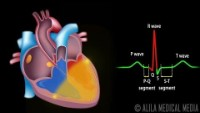 R wave
P wave
T wave
Q
S
P-Q
segment
S-T
segment
© ALILA MEDICAL MEDIA